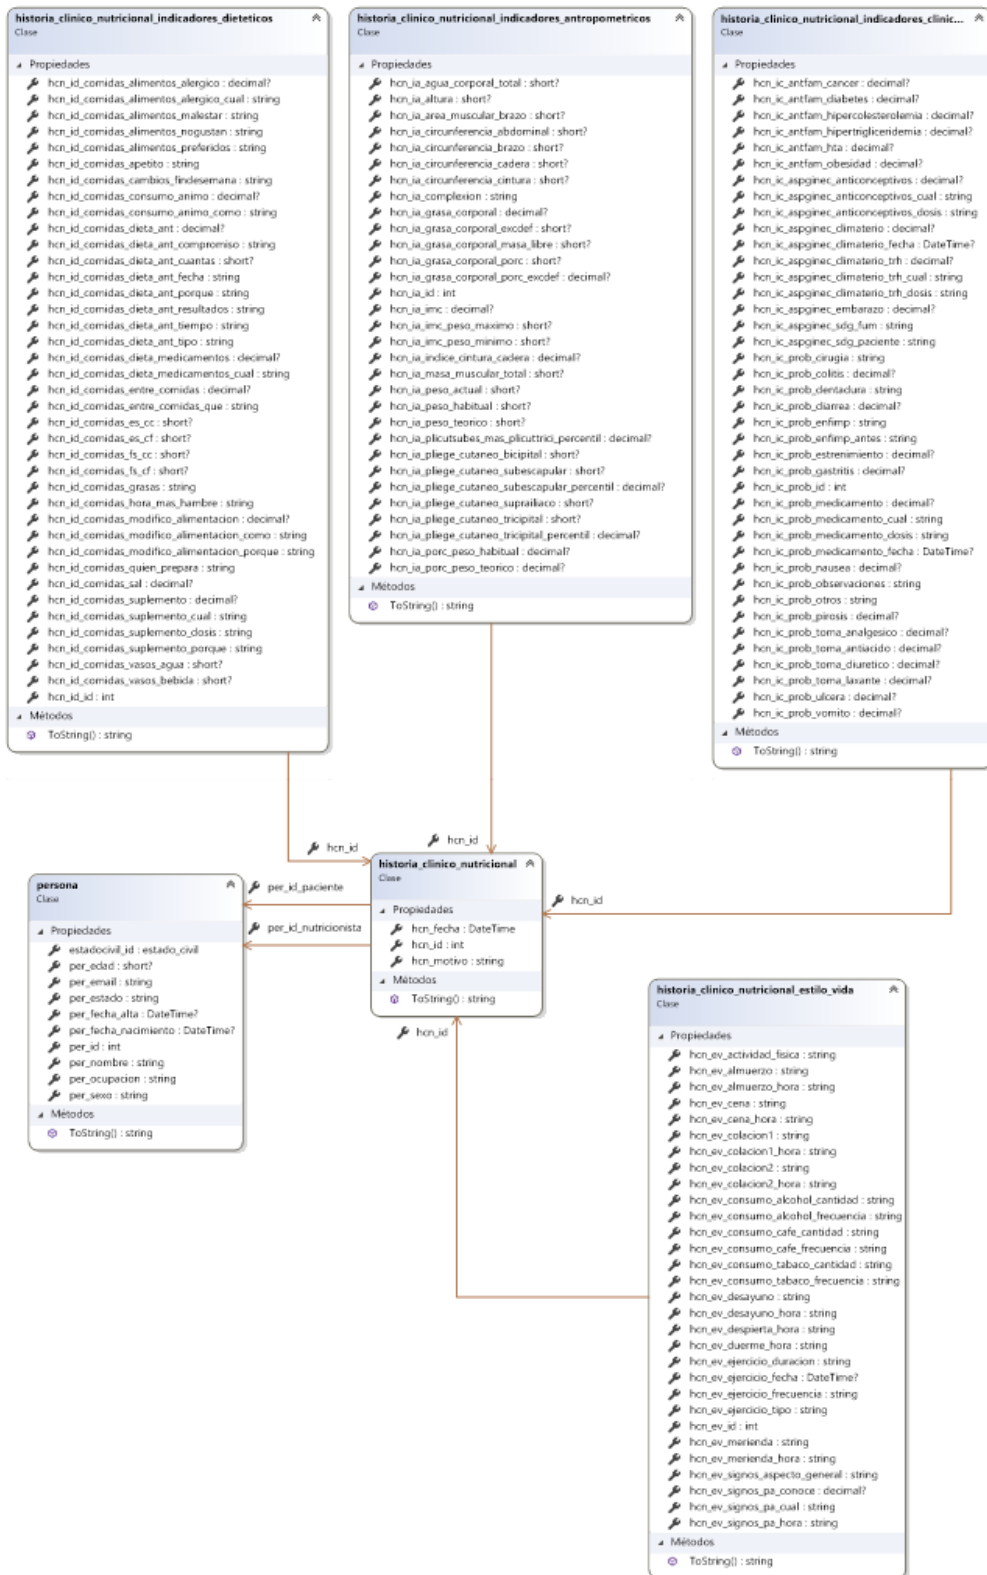 historia_clinico_nutricional_indicadores_dieteticos
Clase
Propiedades
hcn_id_comidas_alimentos_alergico : decimal?
hcn_id_comidas_alimentos_alergico_cual : string
hcn_id_comidas_alimentos_malestar : string
hcn_id_comidas_alimentos_nogustan : string
hcn_id_comidas_alimentos_preferidos : string
hcn_id_comidas_apetito : string
hcn_id_comidas_cambios_findesemana : string
hcn_id_comidas_consumo_animo : decimal?
hcn_id_comidas_consumo_animo_como : string
hcn_id_comidas_dieta_ant : decimal?
hcn_id_comidas_dieta_ant_compromiso : string
hcn_id_comidas_dieta_ant_cuantas : short?
hcn_id_comidas_dieta_ant_fecha : string
hcn_id_comidas_dieta_ant_porque : string
hcn_id_comidas_dieta_ant_resultados : string
hcn_id_comidas_dieta_ant_tiempo : string
hcn_id_comidas_dieta_ant_tipo : string
hcn_id_comidas_dieta_medicamentos : decimal?
hcn_id_comidas_dieta_medicamentos_cual : string
hcn_id_comidas_entre_comidas : decimal?
hcn_id_comidas_entre_comidas_que : string
hcn_id_comidas_es_cc : short?
hcn_id_comidas_es_cf : short?
hcn_id_comidas_fs_cc : short?
hcn_id_comidas_fs_cf : short?
hcn_id_comidas_grasas : string
hcn_id_comidas_hora_mas_hambre : string
hcn_id_comidas_modifico_alimentacion : decimal?
hcn_id_comidas_modifico_alimentacion_como : string
hcn_id_comidas_modifico_alimentacion_porque : string
hcn_id_comidas_quien_prepara : string
hcn_id_comidas_sal : decimal?
hcn_id_comidas_suplemento : decimal?
hcn_id_comidas_suplemento_cual : string
hcn_id_comidas_suplemento_dosis : string
hcn_id_comidas_suplemento_porque : string
hcn_id_comidas_vasos_agua : short?
hcn_id_comidas_vasos_bebida : short?
hcn_id_id : int
Métodos
ToString() : string
historia_clinico_nutricional_indicadores_antropometricos
Clase
Propiedades
hcn_ia_agua_corporal_total : short?
hcn_ia_altura : short?
hcn_ia_area_muscular_brazo : short?
hcn_ia_circunferencia_abdominal : short?
hcn_ia_circunferencia_brazo : short?
hcn_ia_circunferencia_cadera : short?
hcn_ia_circunferencia_cintura : short?
hcn_ia_complexion : string
hcn_ia_grasa_corporal : decimal?
hcn_ia_grasa_corporal_excdef : short?
hcn_ia_grasa_corporal_masa_libre : short?
hcn_ia_grasa_corporal_porc : short?
hcn_ia_grasa_corporal_porc_excdef : decimal?
hcn_ia_id : int
hcn_ia_imc : decimal?
hcn_ia_imc_peso_maximo : short?
hcn_ia_imc_peso_minimo : short?
hcn_ia_indice_cintura_cadera : decimal?
hcn_ia_masa_muscular_total : short?
hcn_ia_peso_actual : short?
hcn_ia_peso_habitual : short?
hcn_ia_peso_teorico : short?
hcn_ia_plicutsubes_mas_plicuttrici_percentil : decimal?
hcn_ia_pliege_cutaneo_bicipital : short?
hcn_ia_pliege_cutaneo_subescapular : short?
hcn_ia_pliege_cutaneo_subescapular_percentil : decimal?
hcn_ia_pliege_cutaneo_suprailiaco : short?
hcn_ia_pliege_cutaneo_tricipital : short?
hcn_ia_pliege_cutaneo_tricipital_percentil : decimal?
hcn_ia_porc_peso_habitual : decimal?
hcn_ia_porc_peso_teorico : decimal?
Métodos
ToString() : string
historia_clinico_nutricional_indicadores_clinic...
Clase
Propiedades
hcn_ic_antfam_cancer : decimal?
hcn_ic_antfam_diabetes : decimal?
hcn_ic_antfam_hipercolesterolemia : decimal?
hcn_ic_antfam_hipertrigliceridemia : decimal?
hcn_ic_antfam_hta : decimal?
hcn_ic_antfam_obesidad : decimal?
hcn_ic_aspginec_anticonceptivos : decimal?
hcn_ic_aspginec_anticonceptivos_cual : string
hcn_ic_aspginec_anticonceptivos_dosis : string
hcn_ic_aspginec_climaterio : decimal?
hcn_ic_aspginec_climaterio_fecha : DateTime?
hcn_ic_aspginec_climaterio_trh : decimal?
hcn_ic_aspginec_climaterio_trh_cual : string
hcn_ic_aspginec_climaterio_trh_dosis : string
hcn_ic_aspginec_embarazo : decimal?
hcn_ic_aspginec_sdg_fum : string
hcn_ic_aspginec_sdg_paciente : string
hcn_ic_prob_cirugia : string
hcn_ic_prob_colitis : decimal?
hcn_ic_prob_dentadura : string
hcn_ic_prob_diarrea : decimal?
hcn_ic_prob_enfimp : string
hcn_ic_prob_enfimp_antes : string
hcn_ic_prob_estrenimiento : decimal?
hcn_ic_prob_gastritis : decimal?
hcn_ic_prob_id : int
hcn_ic_prob_medicamento : decimal?
hcn_ic_prob_medicamento_cual : string
hcn_ic_prob_medicamento_dosis : string
hcn_ic_prob_medicamento_fecha : DateTime?
hcn_ic_prob_nausea : decimal?
hcn_ic_prob_observaciones : string
hcn_ic_prob_otros : string
hcn_ic_prob_pirosis : decimal?
hcn_ic_prob_toma_analgesico : decimal?
hcn_ic_prob_toma_antiacido : decimal?
hcn_ic_prob_toma_diuretico : decimal?
hcn_ic_prob_toma_laxante : decimal?
hcn_ic_prob_ulcera : decimal?
hcn_ic_prob_vomito : decimal?
Métodos
ToString() : string
hcn_id
hcn_id
hcn_id
persona
Clase
Propiedades
estadocivil_id : estado_civil
per_edad : short?
per_email : string
per_estado : string
per_fecha_alta : DateTime?
per_fecha_nacimiento : DateTime?
per_id : int
per_nombre : string
per_ocupacion : string
per_sexo : string
Métodos
ToString() : string
per_id_paciente
per_id_nutricionista
historia_clinico_nutricional
Clase
Propiedades
hcn_fecha : DateTime
hcn_id : int
hcn_motivo : string
Métodos
ToString() : string
hcn_id
historia_clinico_nutricional_estilo_vida
Clase
Propiedades
hcn_ev_actividad_fisica : string
hcn_ev_almuerzo : string
hcn_ev_almuerzo_hora : string
hcn_ev_cena : string
hcn_ev_cena_hora : string
hcn_ev_colacion1 : string
hcn_ev_colacion1_hora : string
hcn_ev_colacion2 : string
hcn_ev_colacion2_hora : string
hcn_ev_consumo_alcohol_cantidad : string
hcn_ev_consumo_alcohol_frecuencia : string
hcn_ev_consumo_cafe_cantidad : string
hcn_ev_consumo_cafe_frecuencia : string
hcn_ev_consumo_tabaco_cantidad : string
hcn_ev_consumo_tabaco_frecuencia : string
hcn_ev_desayuno : string
hcn_ev_desayuno_hora : string
hcn_ev_despierta_hora : string
hcn_ev_duerme_hora : string
hcn_ev_ejercicio_duracion : string
hcn_ev_ejercicio_fecha : DateTime?
hcn_ev_ejercicio_frecuencia : string
hcn_ev_ejercicio_tipo : string
hcn_ev_id : int
hcn_ev_merienda : string
hcn_ev_merienda_hora : string
hcn_ev_signos_aspecto_general : string
hcn_ev_signos_pa_conoce : decimal?
hcn_ev_signos_pa_cual : string
hcn_ev_signos_pa_hora : string
Métodos
ToString() : string